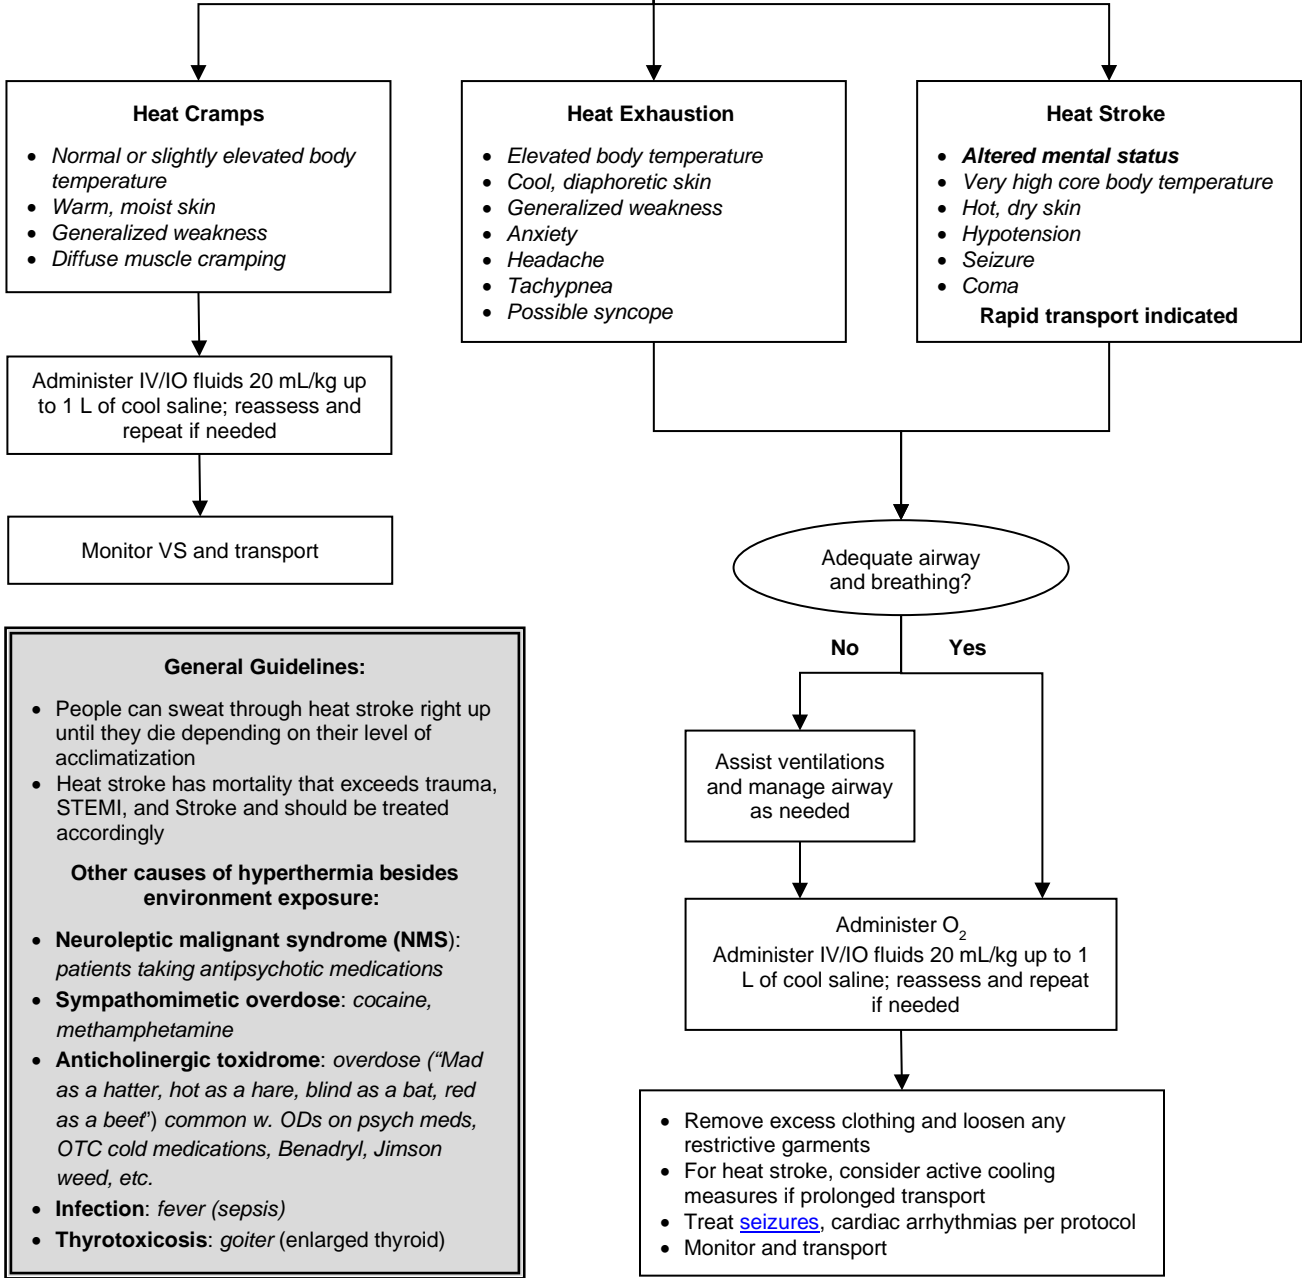 Heat Cramps
• Normal or slightly elevated body
temperature
• Warm, moist skin
• Generalized weakness
• Diffuse muscle cramping
Heat Exhaustion
• Elevated body temperature
• Cool, diaphoretic skin
• Generalized weakness
• Anxiety
• Headache
• Tachypnea
• Possible syncope
Heat Stroke
• Altered mental status
• Very high core body temperature
• Hot, dry skin
• Hypotension
• Seizure
• Coma
Rapid transport indicated
Administer IV/IO fluids 20 mL/kg up
to 1 L of cool saline; reassess and
repeat if needed
Monitor VS and transport
Adequate airway
and breathing?
No
Yes
Assist ventilations
and manage airway
as needed
Administer O2
Administer IV/IO fluids 20 mL/kg up to 1
L of cool saline; reassess and repeat
if needed
• Remove excess clothing and loosen any
restrictive garments
• For heat stroke, consider active cooling
measures if prolonged transport
• Treat seizures, cardiac arrhythmias per protocol
• Monitor and transport
General Guidelines:
• People can sweat through heat stroke right up
until they die depending on their level of
acclimatization
• Heat stroke has mortality that exceeds trauma,
STEMI, and Stroke and should be treated
accordingly
Other causes of hyperthermia besides
environment exposure:
• Neuroleptic malignant syndrome (NMS):
patients taking antipsychotic medications
• Sympathomimetic overdose: cocaine,
methamphetamine
• Anticholinergic toxidrome: overdose (“Mad
as a hatter, hot as a hare, blind as a bat, red
as a beet”) common w. ODs on psych meds,
OTC cold medications, Benadryl, Jimson
weed, etc.
• Infection: fever (sepsis)
• Thyrotoxicosis: goiter (enlarged thyroid)